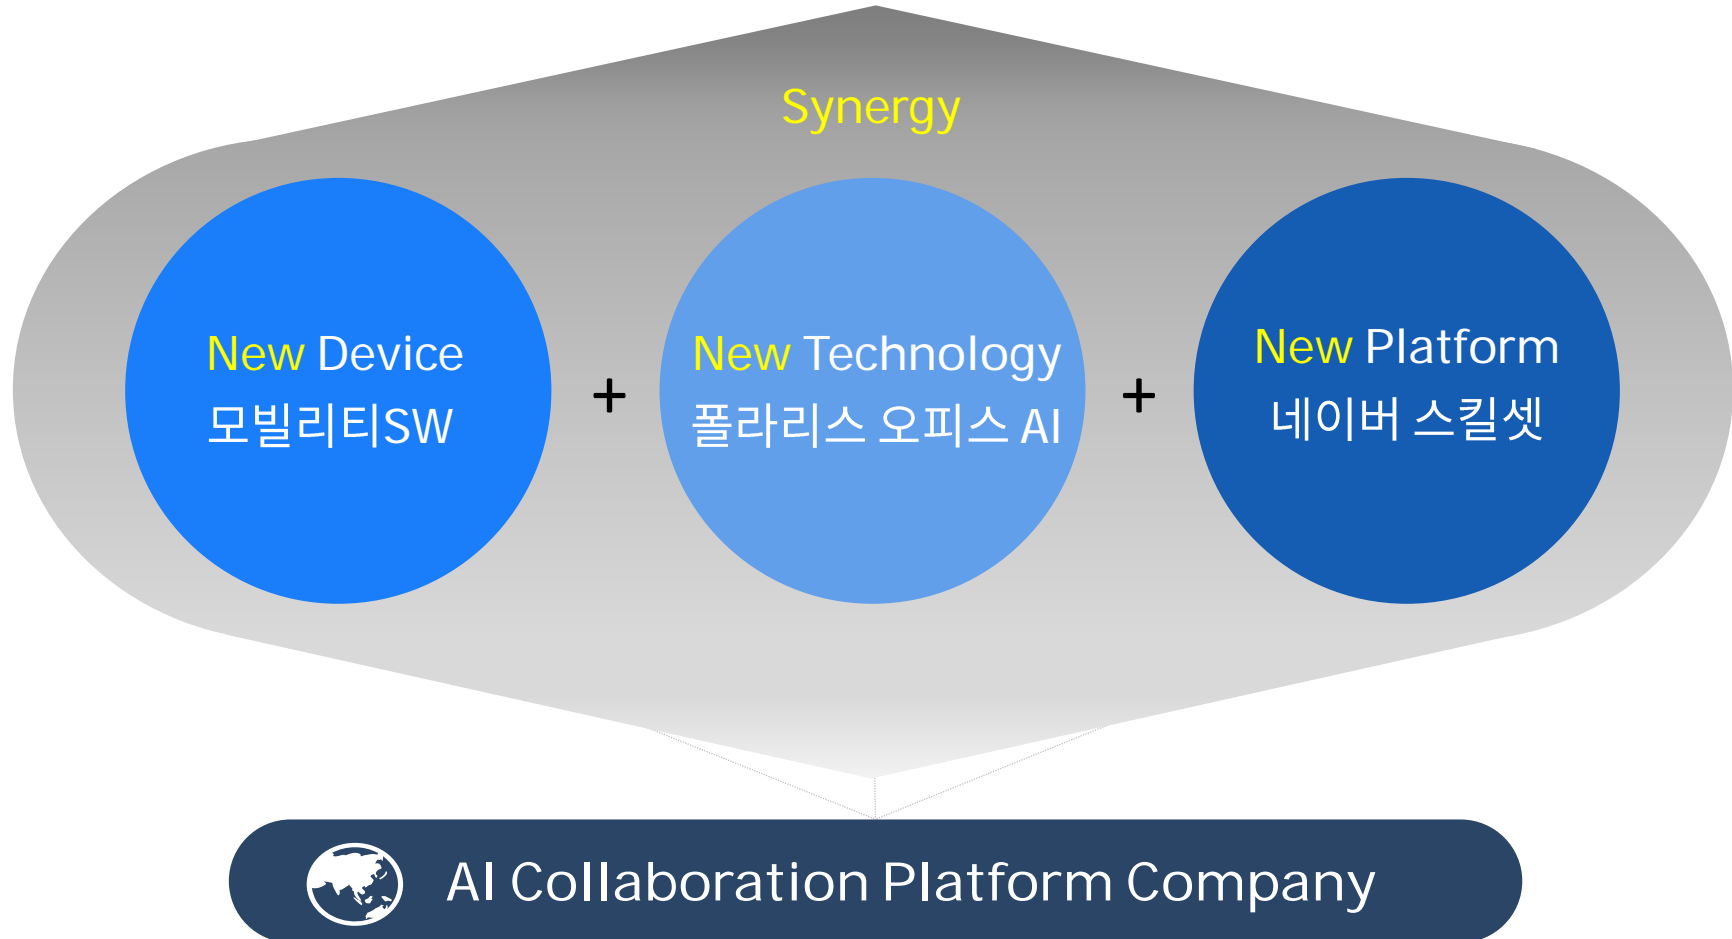 Synergy
New Device
모빌리티SW
+
New Technology
폴라리스 오피스 AI
+
New Platform
네이버 스킬셋
AI Collaboration Platform Company